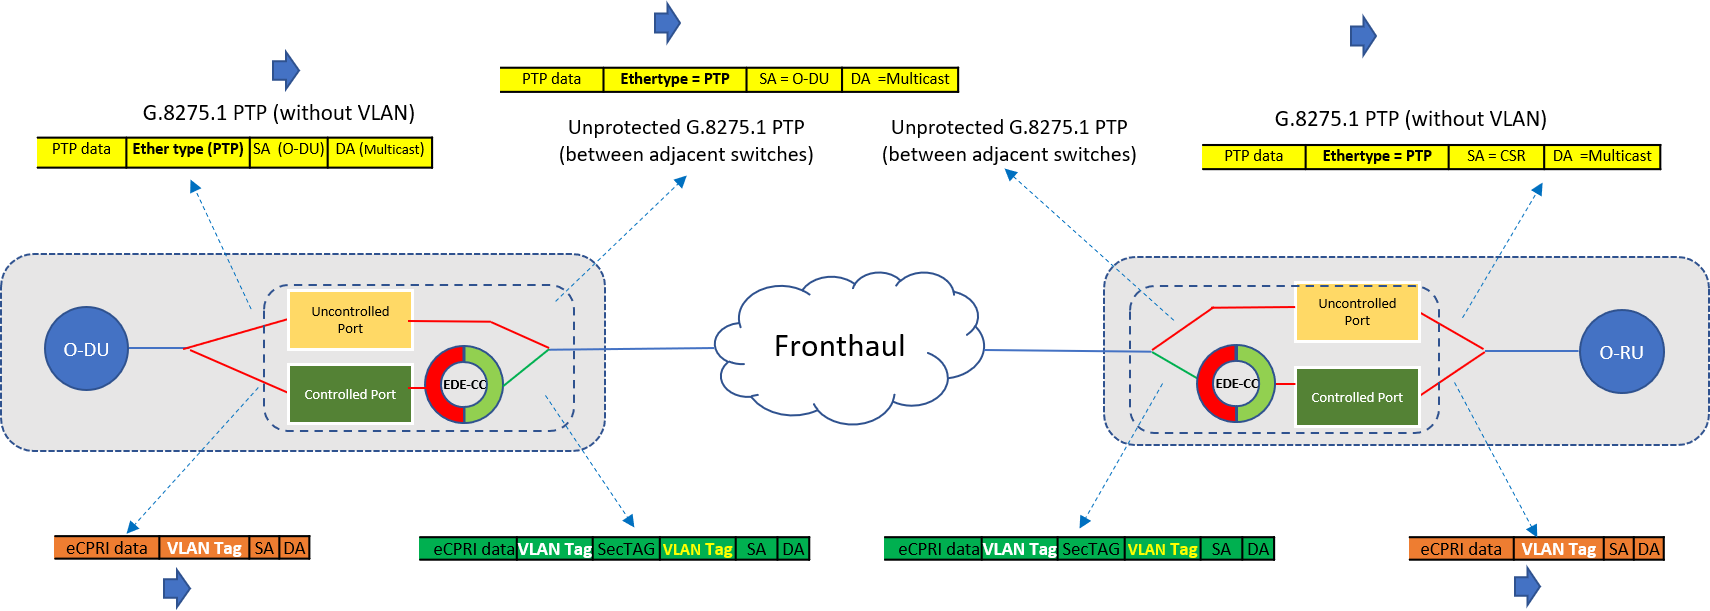 PTP data Ethertype = PTP SA = O-DU DA =Multicast
G.8275.1 PTP (without VLAN)
PTP data Ether type (PTP) SA (O-DU) DA (Multicast)
Unprotected G.8275.1 PTP
(between adjacent switches)
Unprotected G.8275.1 PTP
(between adjacent switches)
G.8275.1 PTP (without VLAN)
PTP data Ethertype = PTP SA = CSR DA =Multicast
O-DU
Uncontrolled
Port
Controlled Port
EDE-CC
Fronthaul
EDE-CC
Uncontrolled
Port
Controlled Port
O-RU
eCPRI data VLAN Tag SA DA
eCPRI data VLAN Tag SecTAG VLAN Tag SA DA
eCPRI data VLAN Tag SecTAG VLAN Tag SA DA
eCPRI data VLAN Tag SA DA